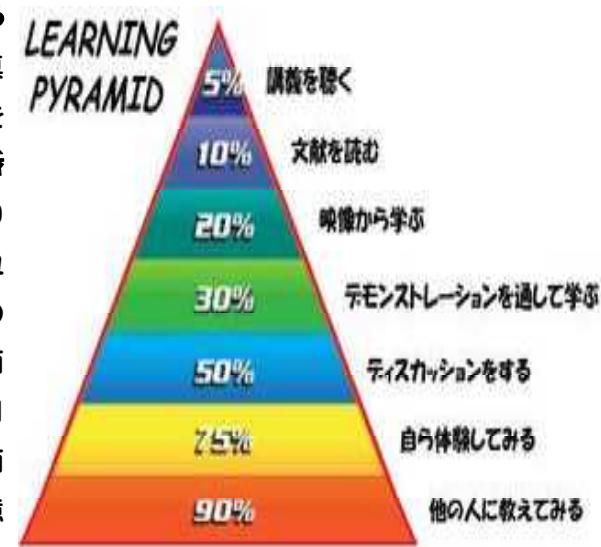 LEARNING
PYRAMID
5% 講義を聴く
10% 文献を読む
20% 映像から学ぶ
30% デモンストレーションを通して学ぶ
50% ディスカッションをする
75% 自ら体験してみる
90% 他の人に教えてみる